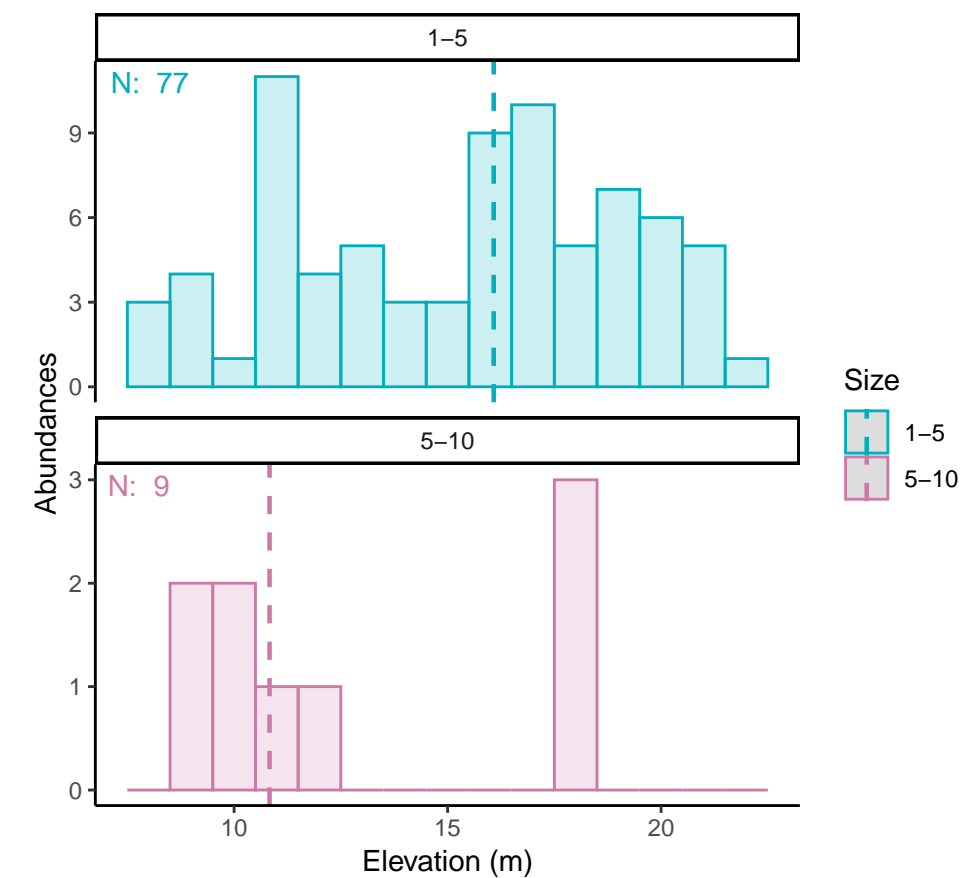 1–5
N: 77
9
6
3
0
Abundances
5–10
N: 9
3
2
1
0
10 15 20
Elevation (m)
Size
1–5
5–10